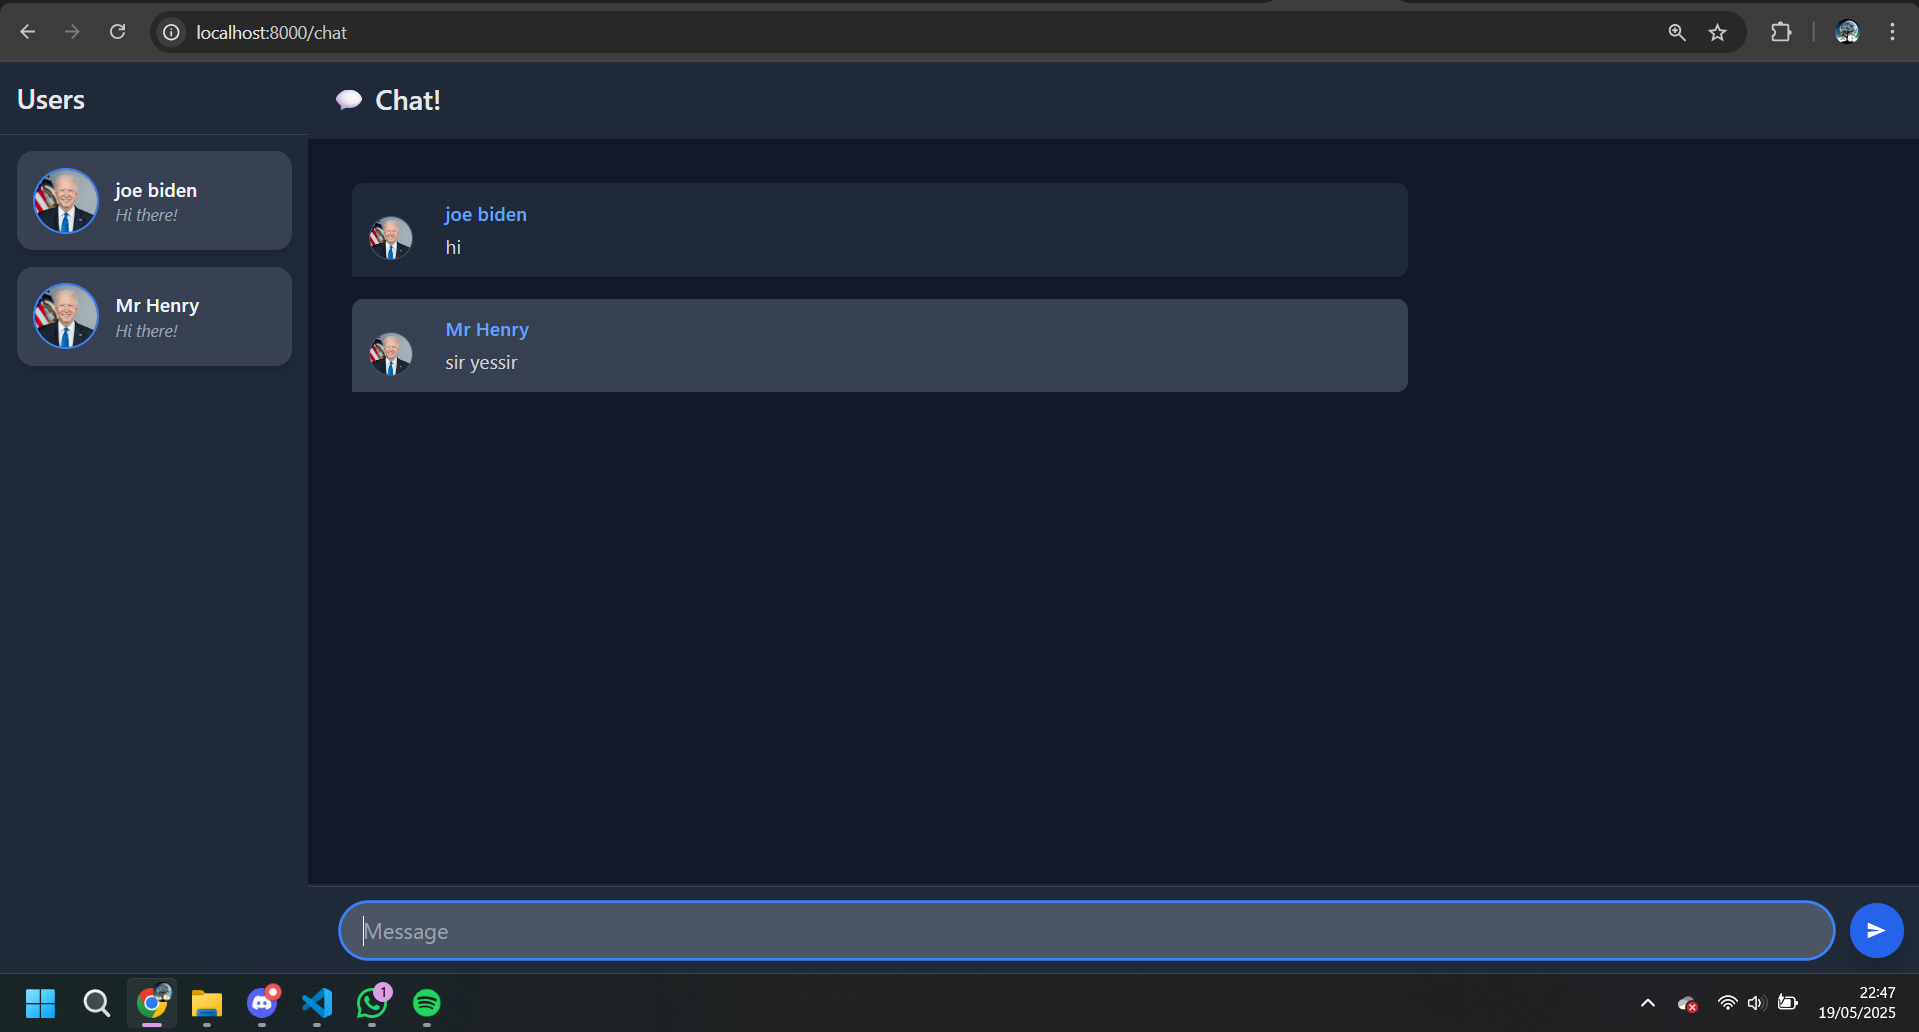 localhost:8000/chat
Users
joe biden
Hi there!
Mr Henry
Hi there!
Chat!
joe biden
hi
Mr Henry
sir yessir
Message
1
22:47
19/05/2025